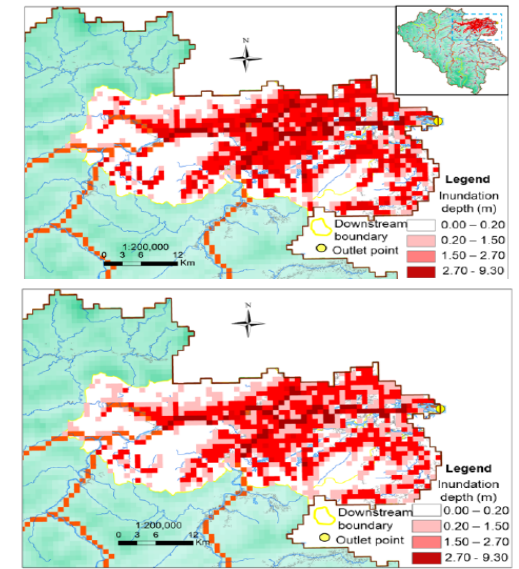 N
Legend
Inundation
depth (m)
0.00 – 0.20
0.20 – 1.50
1.50 – 2.70
2.70 - 9.30
Downstream
boundary
Outlet point
1:200,000
0 3 6 12
Km
N
Legend
Inundation
depth (m)
0.00 – 0.20
0.20 – 1.50
1.50 – 2.70
2.70 – 9.30
Downstream
boundary
Outlet point
1:200,000
0 3 6 12
Km